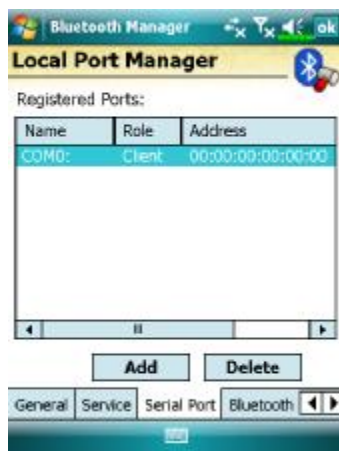 Bluetooth Manager ok
Local Port Manager
Registered Ports:
Name Role Address
COM0: Client 00:00:00:00:00:00
Add Delete
General Service Serial Port Bluetooth